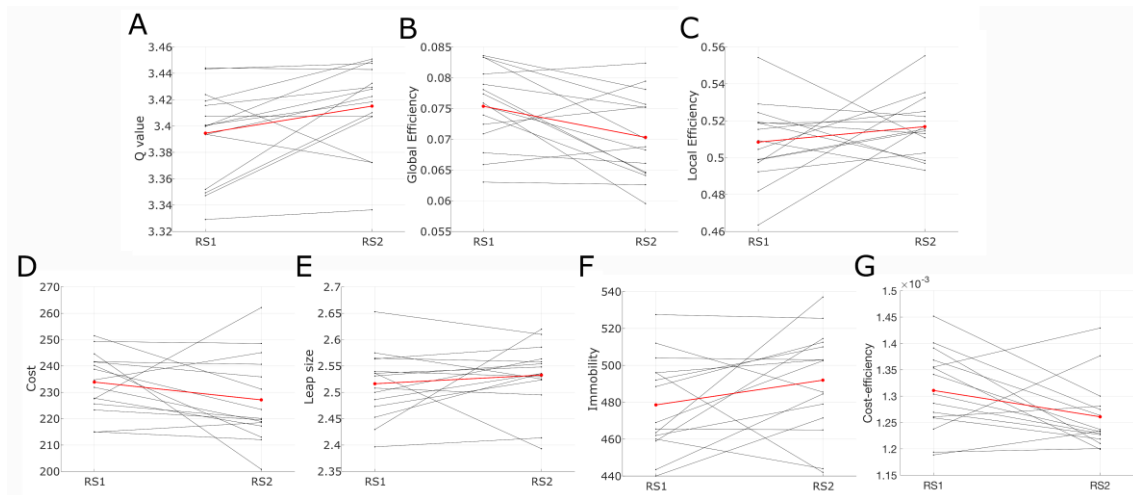 A
3.46
3.44
3.42
3.4
3.38
3.36
3.34
3.32
Q value
RS1
RS2
B
0.085
0.08
0.075
0.07
0.065
0.06
0.055
Global Efficiency
RS1
RS2
C
0.56
0.54
0.52
0.5
0.48
0.46
Local Efficiency
RS1
RS2
D
270
260
250
240
230
220
210
200
Cost
RS1
RS2
E
2.7
2.65
2.6
2.55
2.5
2.45
2.4
2.35
Leap size
RS1
RS2
F
540
520
500
480
460
440
Immobility
RS1
RS2
G
×10⁻³
1.5
1.45
1.4
1.35
1.3
1.25
1.2
1.15
Cost-efficiency
RS1
RS2